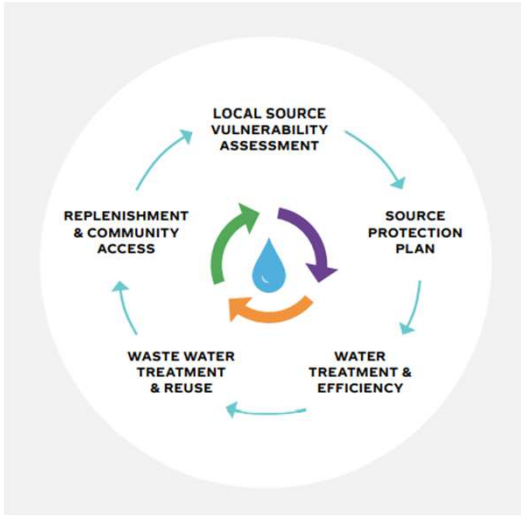 LOCAL SOURCE
VULNERABILITY
ASSESSMENT
SOURCE
PROTECTION
PLAN
WATER
TREATMENT &
EFFICIENCY
WASTE WATER
TREATMENT
& REUSE
REPLENISHMENT
& COMMUNITY
ACCESS